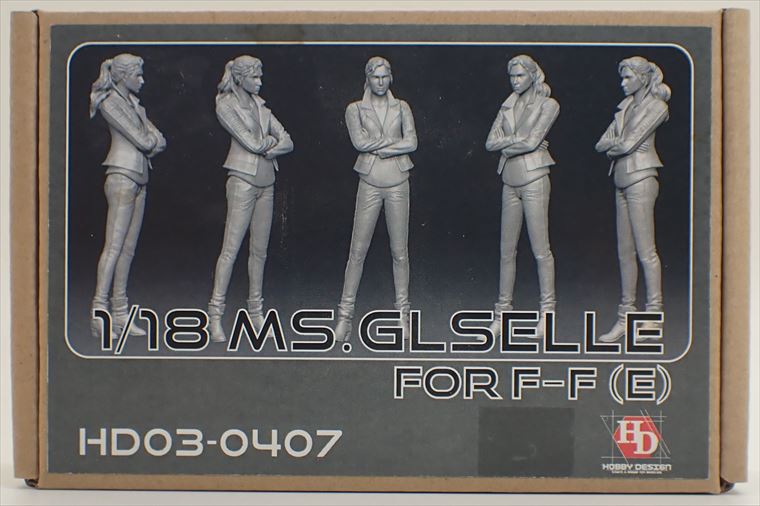 1/18 MS.GLSELLE
FOR F-F (E)
HD03-0407
HD
HOBBY DESIGN